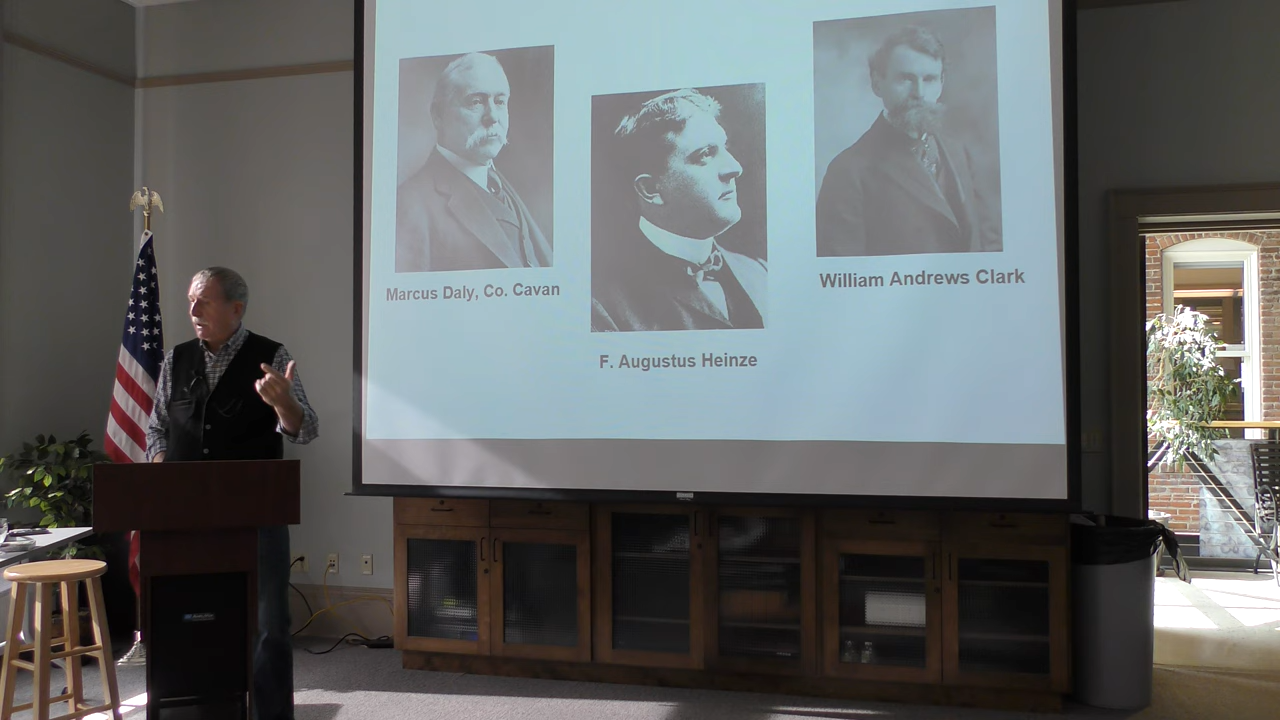 Marcus Daly, Co. Cavan
F. Augustus Heinze
William Andrews Clark